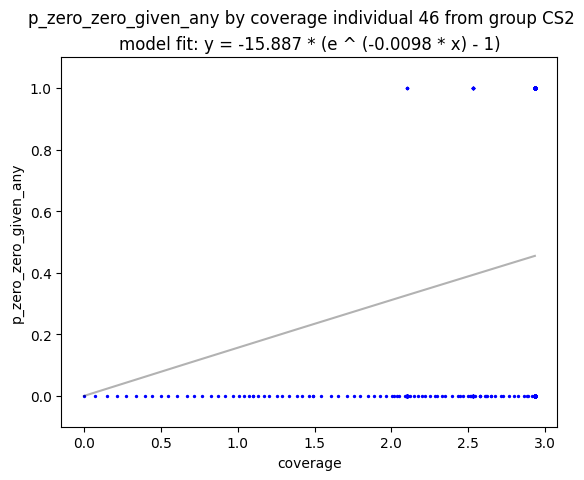 p_zero_zero_given_any by coverage individual 46 from group CS2
model fit: y = -15.887 * (e ^ (-0.0098 * x) - 1)
1.0
0.8
0.6
0.4
0.2
0.0
p_zero_zero_given_any
0.0 0.5 1.0 1.5 2.0 2.5 3.0
coverage